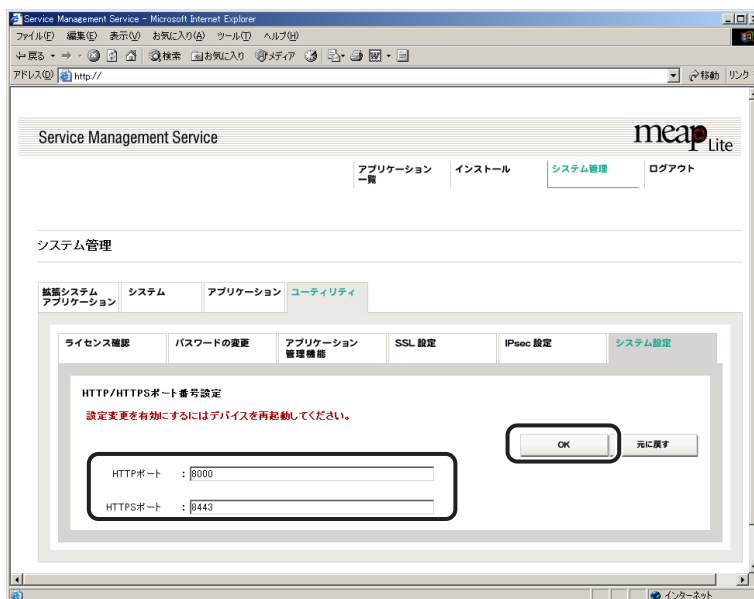 Service Management Service - Microsoft Internet Explorer
ファイル(F) 編集(E) 表示(V) お気に入り(A) ツール(T) ヘルプ(H)
戻る 検索 お気に入り メディア
アドレス(D) http:// 移動 リンク
Service Management Service
meap Lite
アプリケーション一覧 インストール システム管理 ログアウト
システム管理
拡張システムアプリケーション システム アプリケーション ユーティリティ
ライセンス確認 パスワードの変更 アプリケーション管理機能 SSL 設定 IPsec 設定 システム設定
HTTP/HTTPSポート番号設定
設定変更を有効にするにはデバイスを再起動してください。
OK 元に戻す
HTTPポート : 8000
HTTPSポート : 8443
インターネット